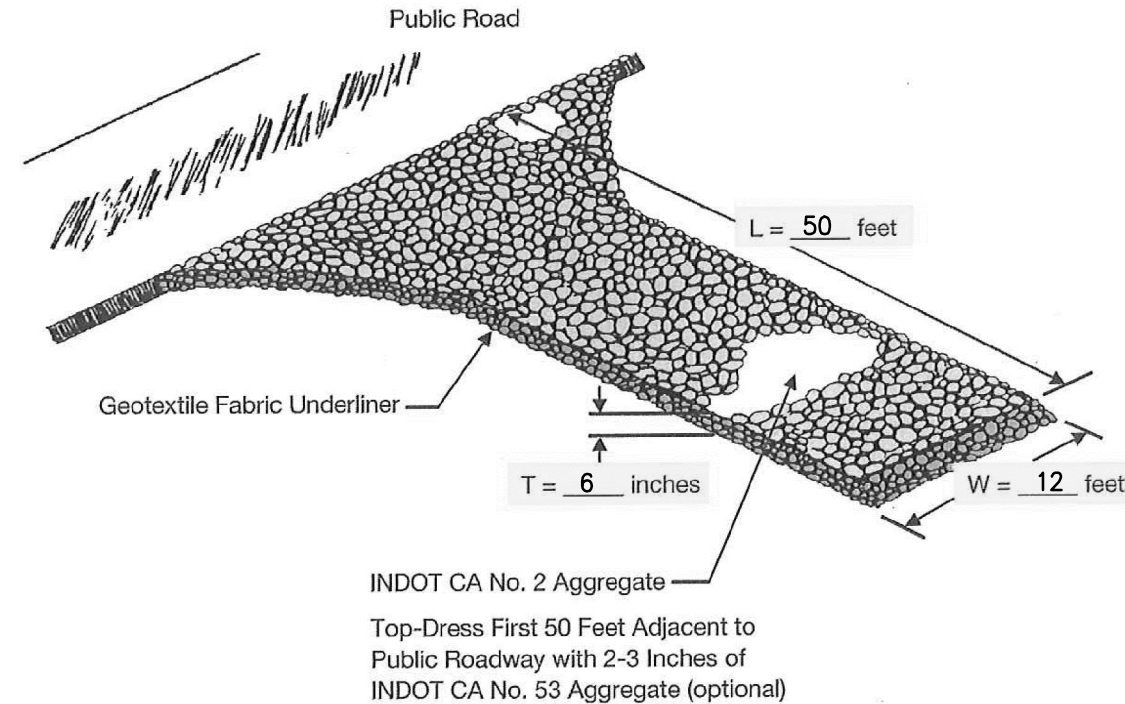 Public Road
L = 50 feet
Geotextile Fabric Underliner
T = 6 inches
W = 12 feet
INDOT CA No. 2 Aggregate
Top-Dress First 50 Feet Adjacent to
Public Roadway with 2-3 Inches of
INDOT CA No. 53 Aggregate (optional)